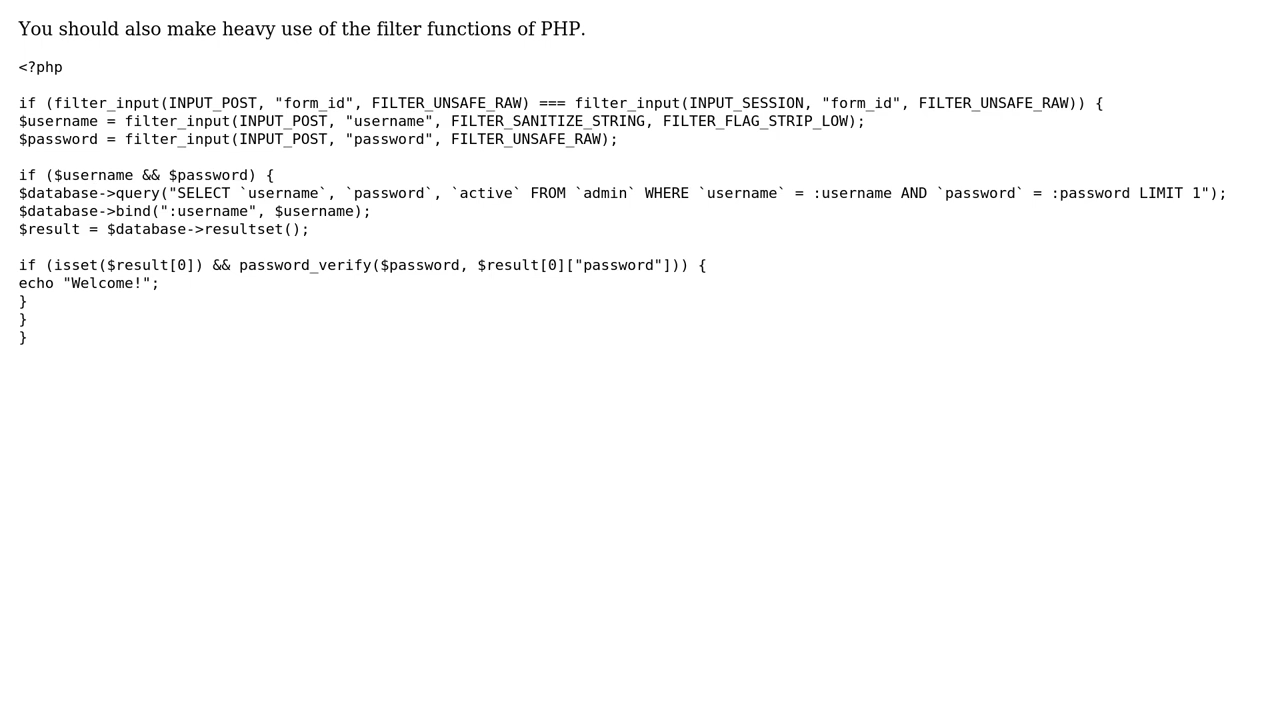 You should also make heavy use of the filter functions of PHP.
<?php
if (filter_input(INPUT_POST, "form_id", FILTER_UNSAFE_RAW) === filter_input(INPUT_SESSION, "form_id", FILTER_UNSAFE_RAW)) {
$username = filter_input(INPUT_POST, "username", FILTER_SANITIZE_STRING, FILTER_FLAG_STRIP_LOW);
$password = filter_input(INPUT_POST, "password", FILTER_UNSAFE_RAW);
if ($username && $password) {
$database->query("SELECT `username`, `password`, `active` FROM `admin` WHERE `username` = :username AND `password` = :password LIMIT 1");
$database->bind(":username", $username);
$result = $database->resultset();
if (isset($result[0]) && password_verify($password, $result[0]["password"])) {
echo "Welcome!";
}
}
}